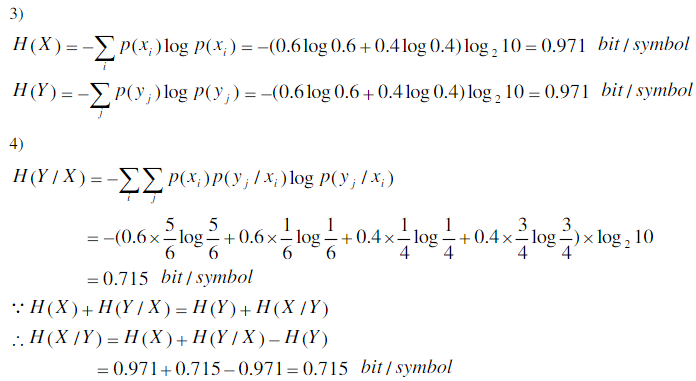 3)
H(X) = −∑_i p(x_i) log p(x_i) = −(0.6 log 0.6 + 0.4 log 0.4) log_2 10 = 0.971 bit / symbol
H(Y) = −∑_j p(y_j) log p(y_j) = −(0.6 log 0.6 + 0.4 log 0.4) log_2 10 = 0.971 bit / symbol
4)
H(Y / X) = −∑_i ∑_j p(x_i) p(y_j / x_i) log p(y_j / x_i)
= −(0.6 × 5/6 log 5/6 + 0.6 × 1/6 log 1/6 + 0.4 × 1/4 log 1/4 + 0.4 × 3/4 log 3/4) × log_2 10
= 0.715 bit / symbol
∵ H(X) + H(Y / X) = H(Y) + H(X / Y)
∴ H(X / Y) = H(X) + H(Y / X) − H(Y)
= 0.971 + 0.715 − 0.971 = 0.715 bit / symbol